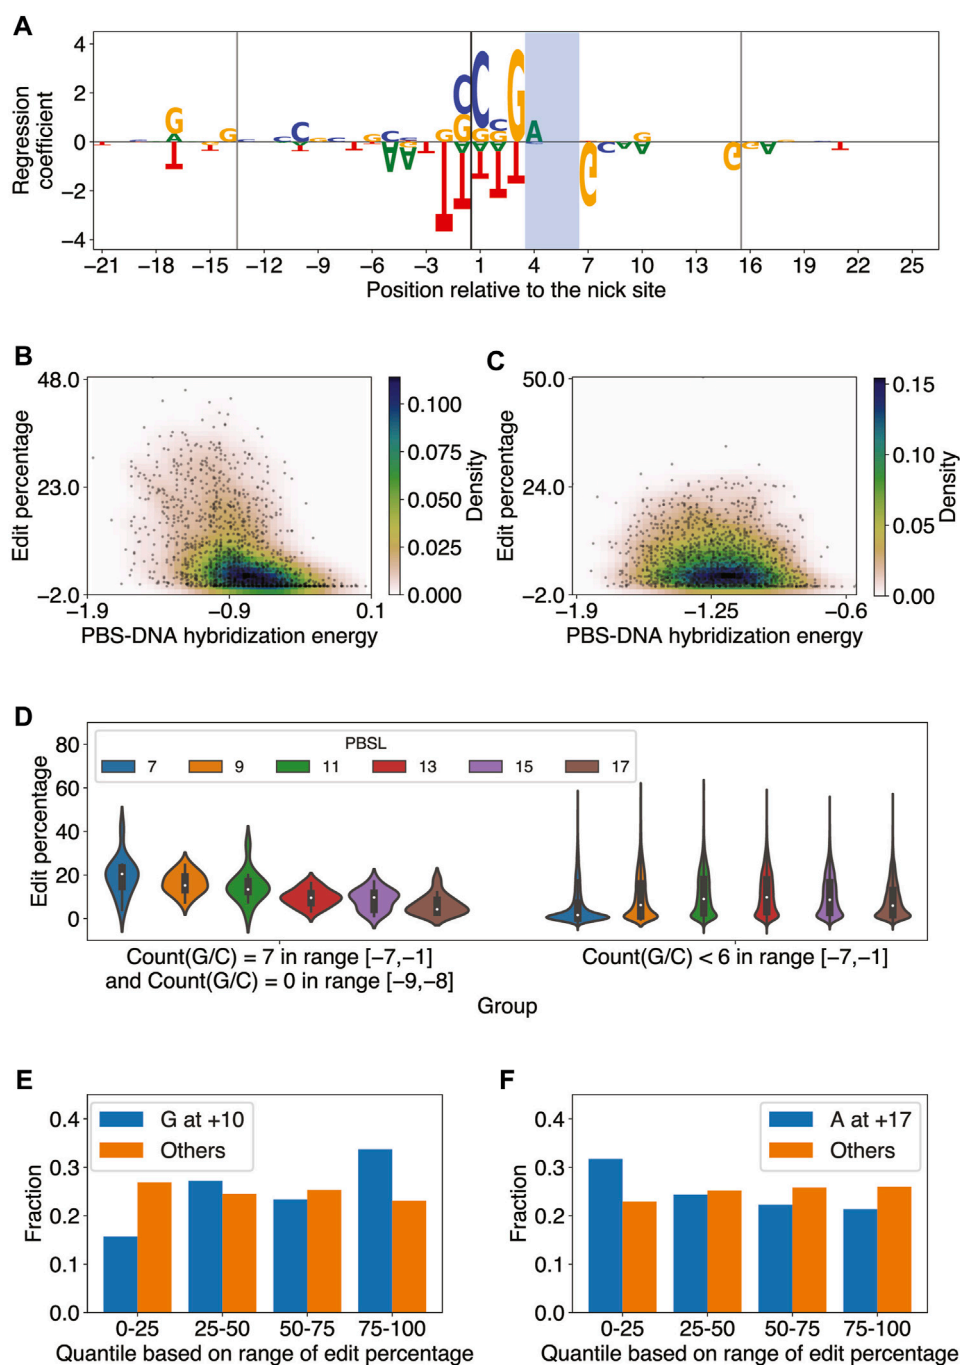 A
Regression
coefficient
4
2
0
−2
−4
−21 −18 −15 −12 −9 −6 −3 1 4 7 10 13 16 19 22 25
Position relative to the nick site
B
Edit percentage
48.0
23.0
−2.0
−1.9 −0.9 0.1
PBS-DNA hybridization energy
0.100
0.075
0.050
0.025
0.000
Density
C
Edit percentage
50.0
24.0
−2.0
−1.9 −1.25 −0.6
PBS-DNA hybridization energy
0.15
0.10
0.05
0.00
Density
D
Edit percentage
80
60
40
20
0
PBSL
7 9 11 13 15 17
Count(G/C) = 7 in range [−7,−1]
and Count(G/C) = 0 in range [−9,−8]
Count(G/C) < 6 in range [−7,−1]
Group
E
Fraction
0.4
0.3
0.2
0.1
0.0
G at +10
Others
0-25 25-50 50-75 75-100
Quantile based on range of edit percentage
F
Fraction
0.4
0.3
0.2
0.1
0.0
A at +17
Others
0-25 25-50 50-75 75-100
Quantile based on range of edit percentage